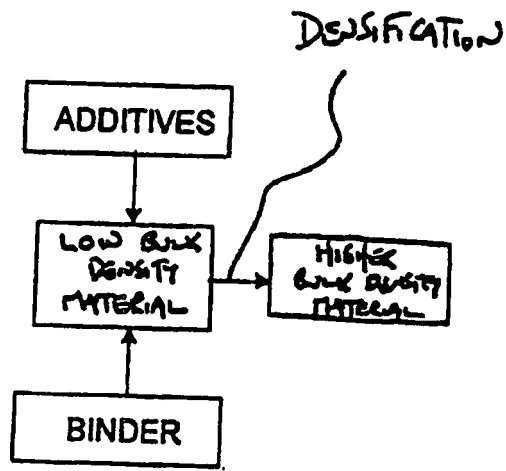 DENSIFICATION
ADDITIVES
LOW BULK
DENSITY
MATERIAL
HIGHER
BULK DENSITY
MATERIAL
BINDER